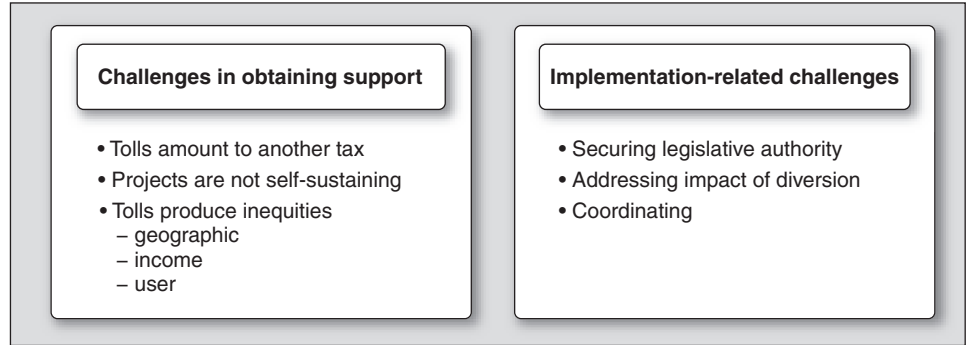 Challenges in obtaining support
• Tolls amount to another tax
• Projects are not self-sustaining
• Tolls produce inequities
– geographic
– income
– user
Implementation-related challenges
• Securing legislative authority
• Addressing impact of diversion
• Coordinating